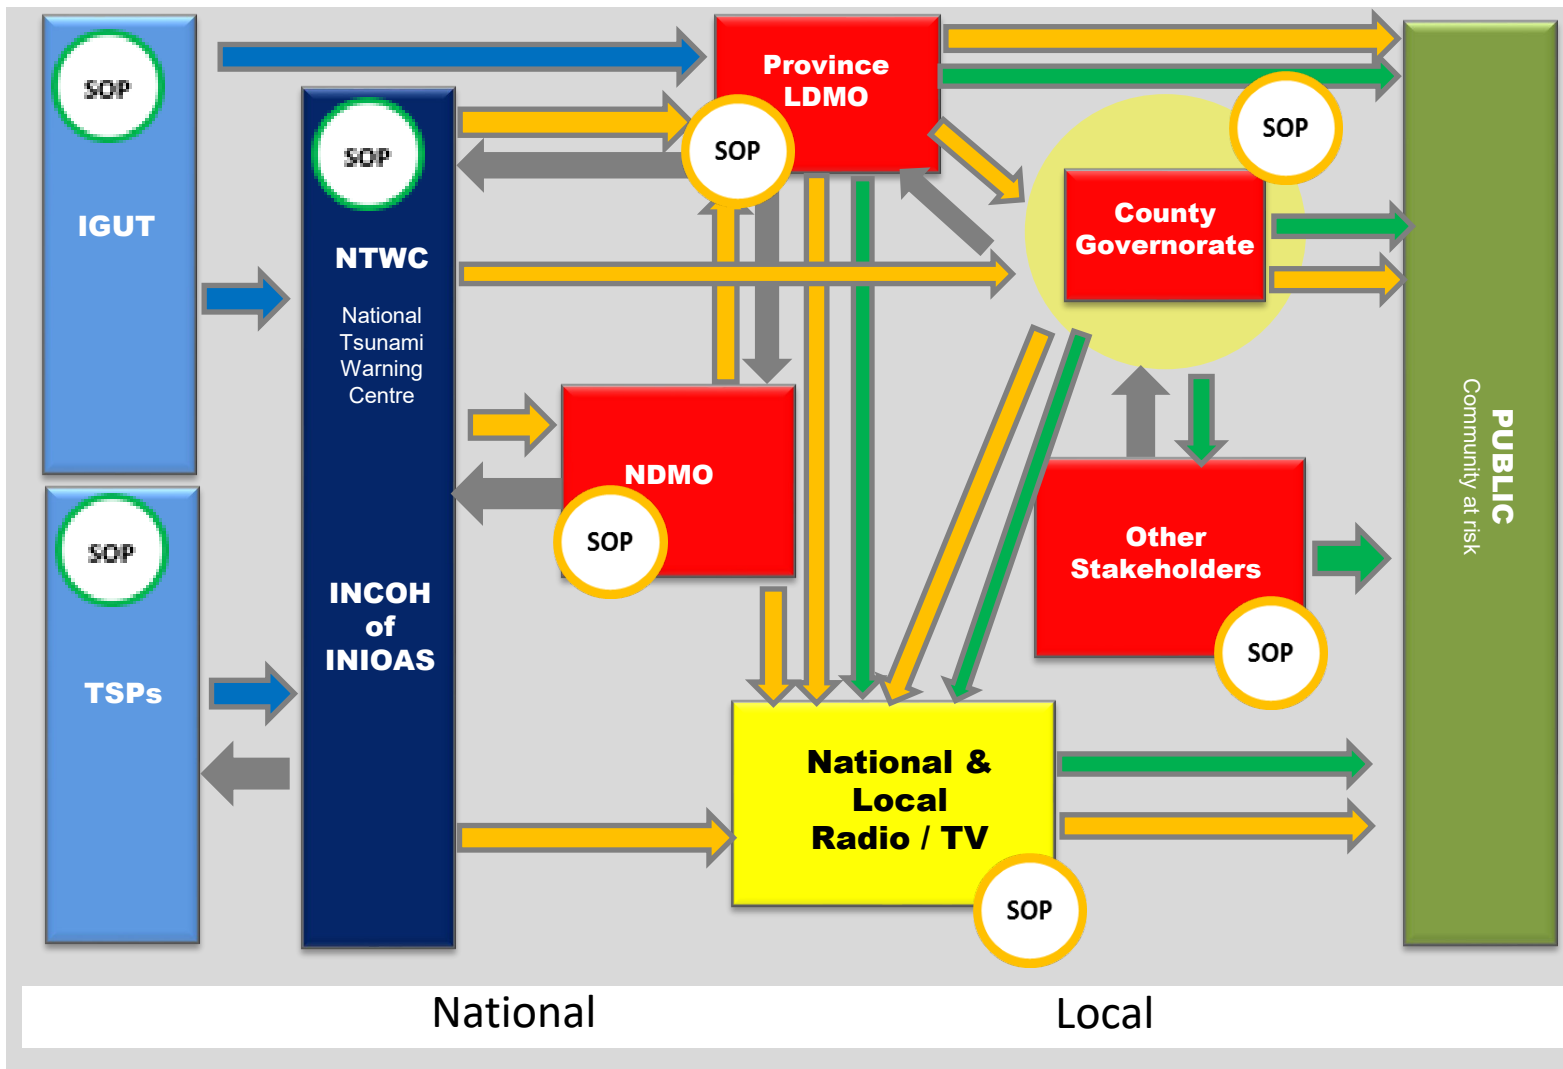 SOP
IGUT
SOP
TSPs
SOP
NTWC
National
Tsunami
Warning
Centre
INCOH
of
INIOAS
Province
LDMO
SOP
NDMO
SOP
SOP
County
Governorate
Other
Stakeholders
SOP
National &
Local
Radio / TV
SOP
PUBLIC
Community at risk
National
Local